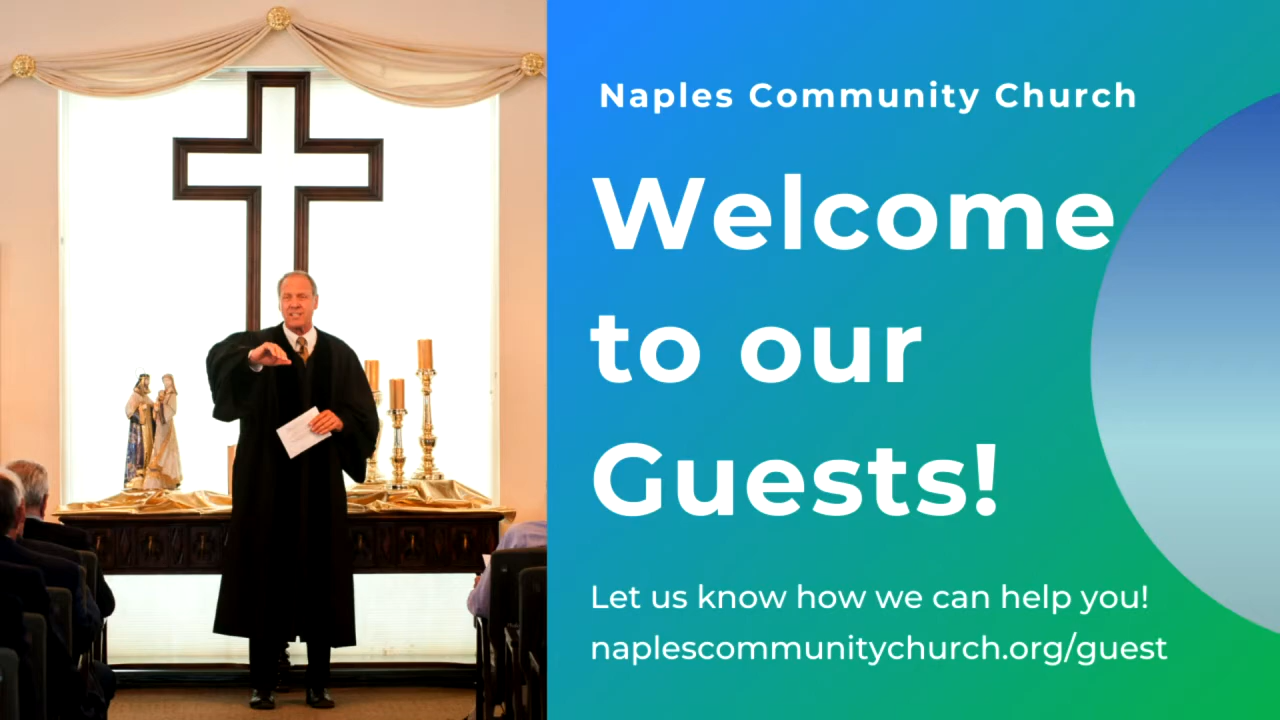 Naples Community Church
Welcome
to our
Guests!
Let us know how we can help you!
naplescommunitychurch.org/guest